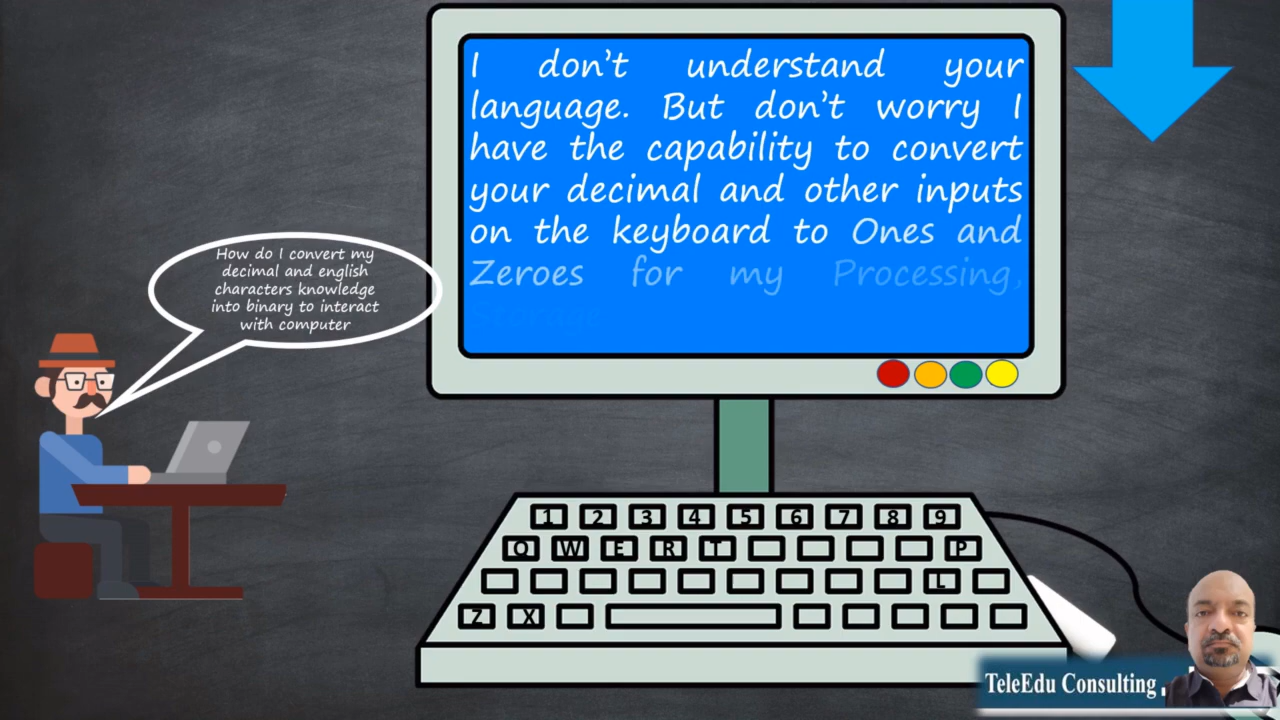 I don't understand your
language. But don't worry I
have the capability to convert
your decimal and other inputs
on the keyboard to Ones and
Zeroes for my Processing,
Storage
How do I convert my
decimal and english
characters knowledge
into binary to interact
with computer
1 2 3 4 5 6 7 8 9
Q W E R T P
L
Z X
TeleEdu Consulting